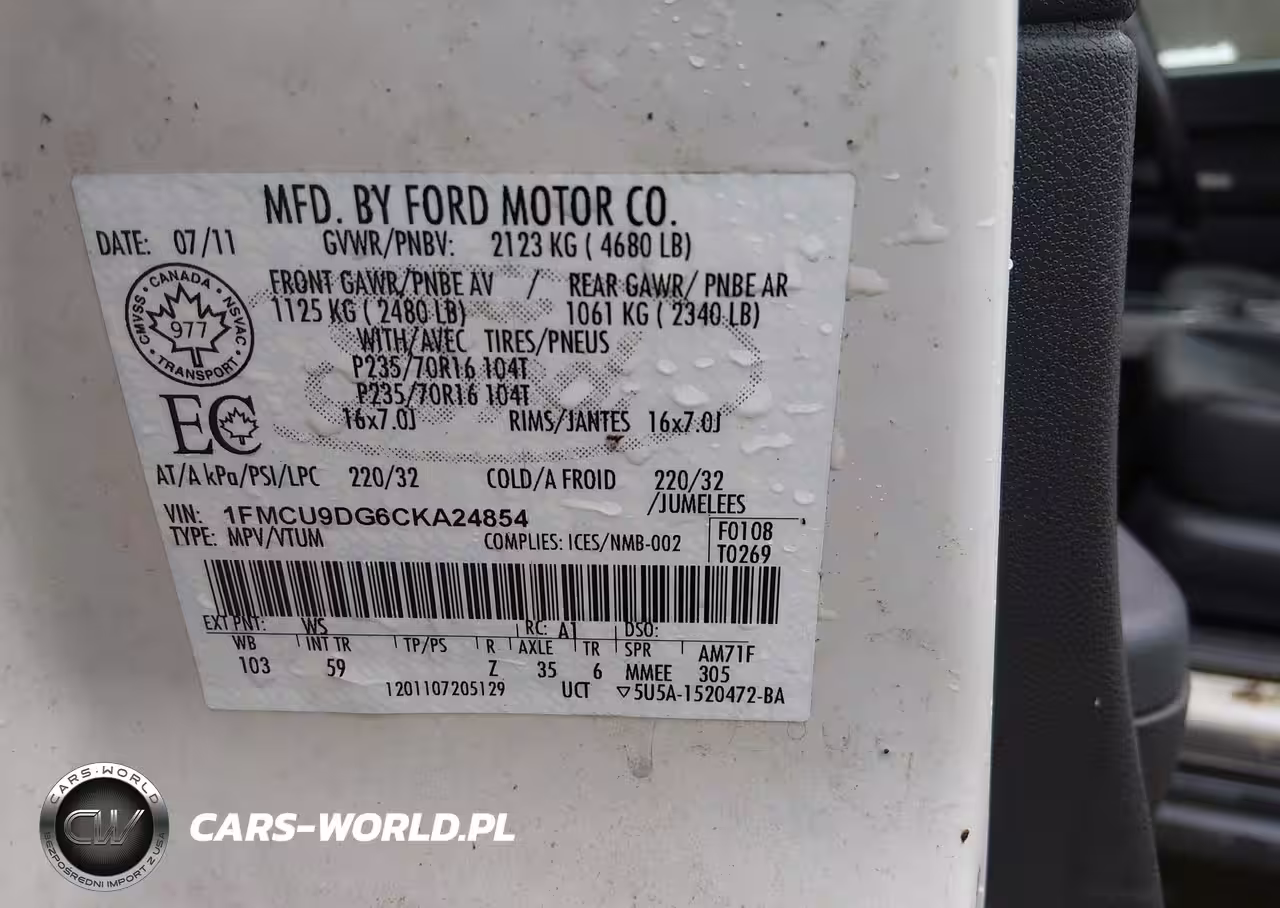 MFD. BY FORD MOTOR CO.
DATE: 07/11 GVWR/PNBV: 2123 KG ( 4680 LB)
FRONT GAWR/PNBE AV / REAR GAWR/ PNBE AR
1125 KG ( 2480 LB) 1061 KG ( 2340 LB)
CMVSS • CANADA • NSVAC • TRANSPORT •
977
WITH/AVEC TIRES/PNEUS
P235/70R16 104T
P235/70R16 104T
EC
16x7.0J RIMS/JANTES 16x7.0J
AT/A kPa/PSI/LPC 220/32 COLD/A FROID 220/32
/JUMELEES
VIN: 1FMCU9DG6CKA24854
TYPE: MPV/VTUM COMPLIES: ICES/NMB-002
F0108
T0269
EXT PNT: WS RC: A1 DSO:
WB INT TR TP/PS R AXLE TR SPR AM71F
103 59 Z 35 6 MMEE 305
1201107205129 UCT ▽5U5A-1520472-BA
CARS-WORLD
CW
BEZPOŚREDNI IMPORT Z USA
CARS-WORLD.PL